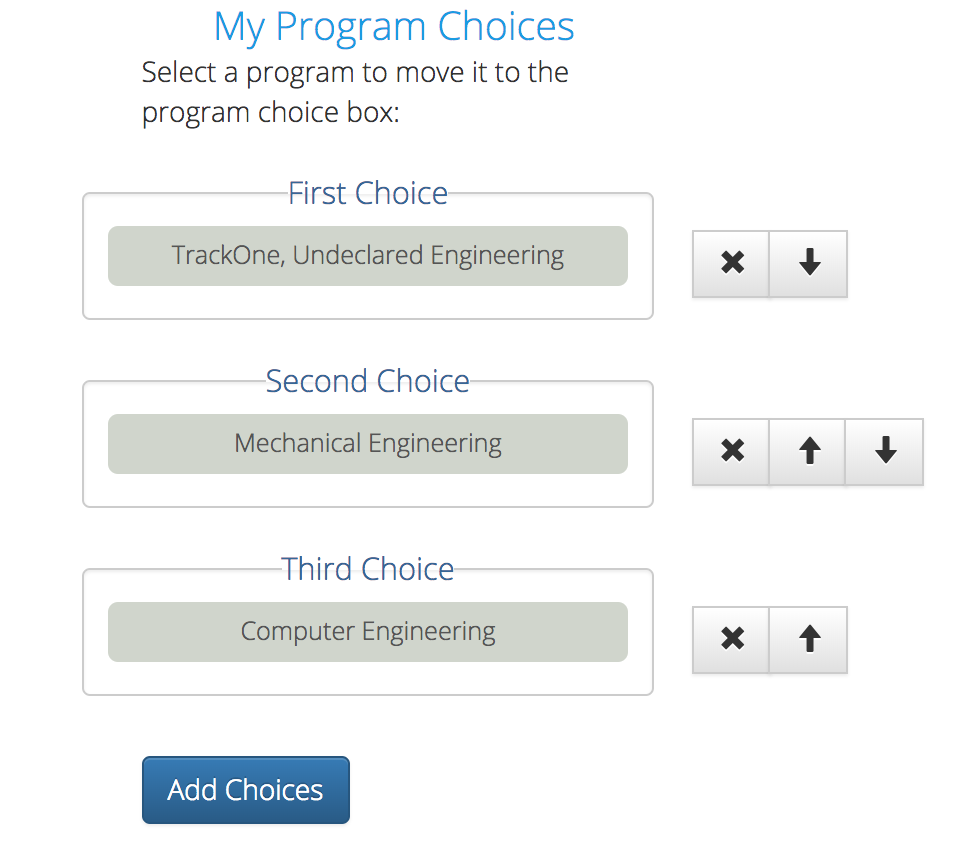 My Program Choices
Select a program to move it to the
program choice box:
First Choice
TrackOne, Undeclared Engineering
Second Choice
Mechanical Engineering
Third Choice
Computer Engineering
Add Choices